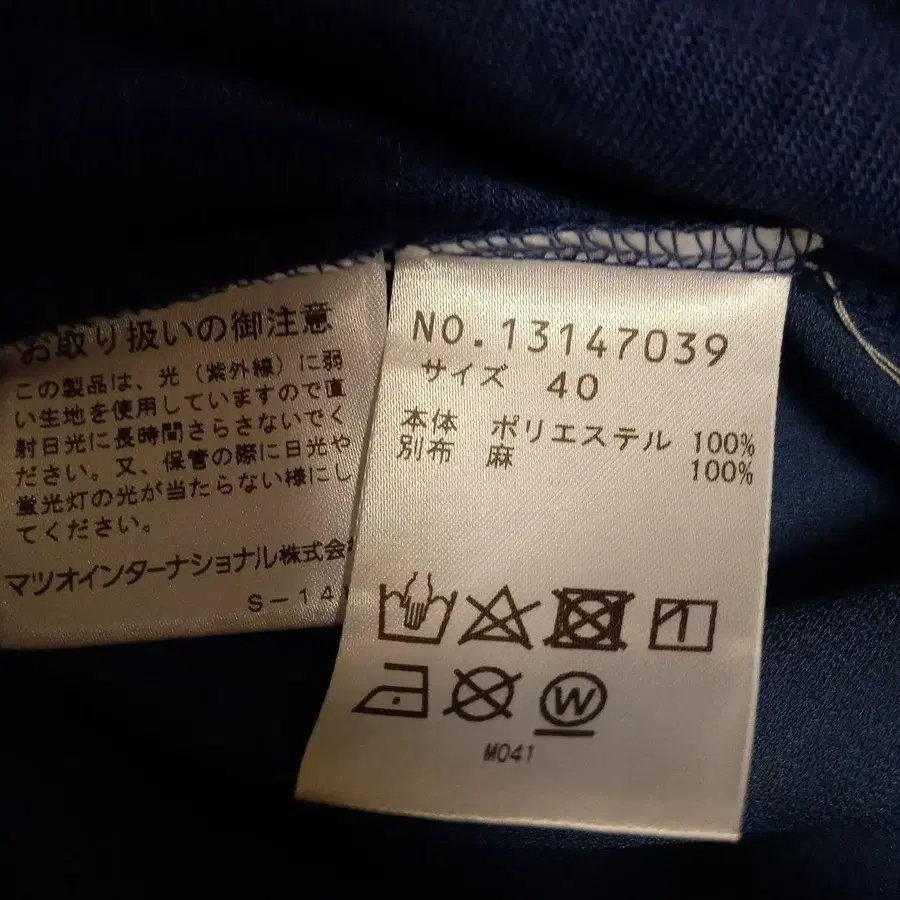 お取り扱いの御注意
この製品は、光（紫外線）に弱
い生地を使用していますので直
射日光に長時間さらさないでく
ださい。又、保管の際に日光や
蛍光灯の光が当たらない様にし
てください。
マツオインターナショナル株式会
S-141
NO.13147039
サイズ 40
本体 ポリエステル 100%
別布 麻 100%
W
M041